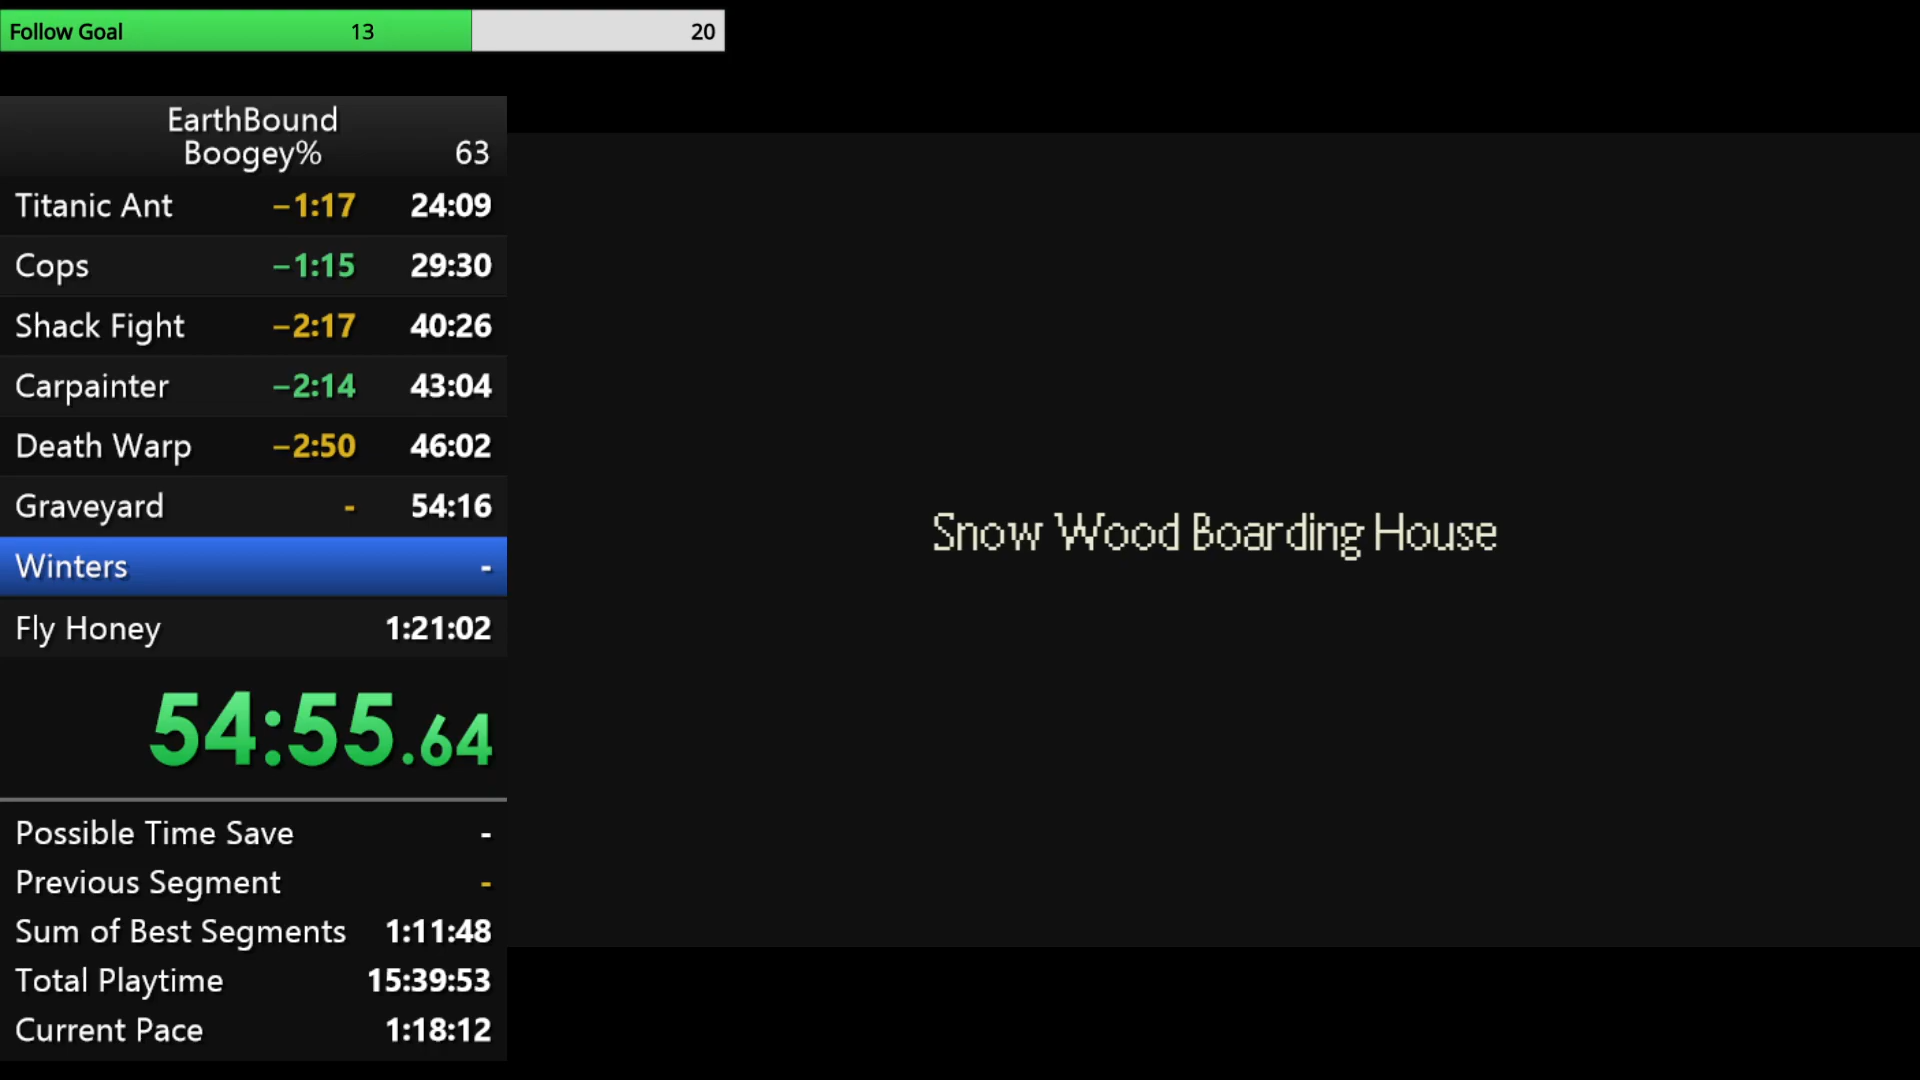 Follow Goal 13 20
EarthBound
Boogey% 63
Titanic Ant −1:17 24:09
Cops −1:15 29:30
Shack Fight −2:17 40:26
Carpainter −2:14 43:04
Death Warp −2:50 46:02
Graveyard - 54:16
Winters -
Fly Honey 1:21:02
54:55.64
Possible Time Save -
Previous Segment -
Sum of Best Segments 1:11:48
Total Playtime 15:39:53
Current Pace 1:18:12
Snow Wood Boarding House